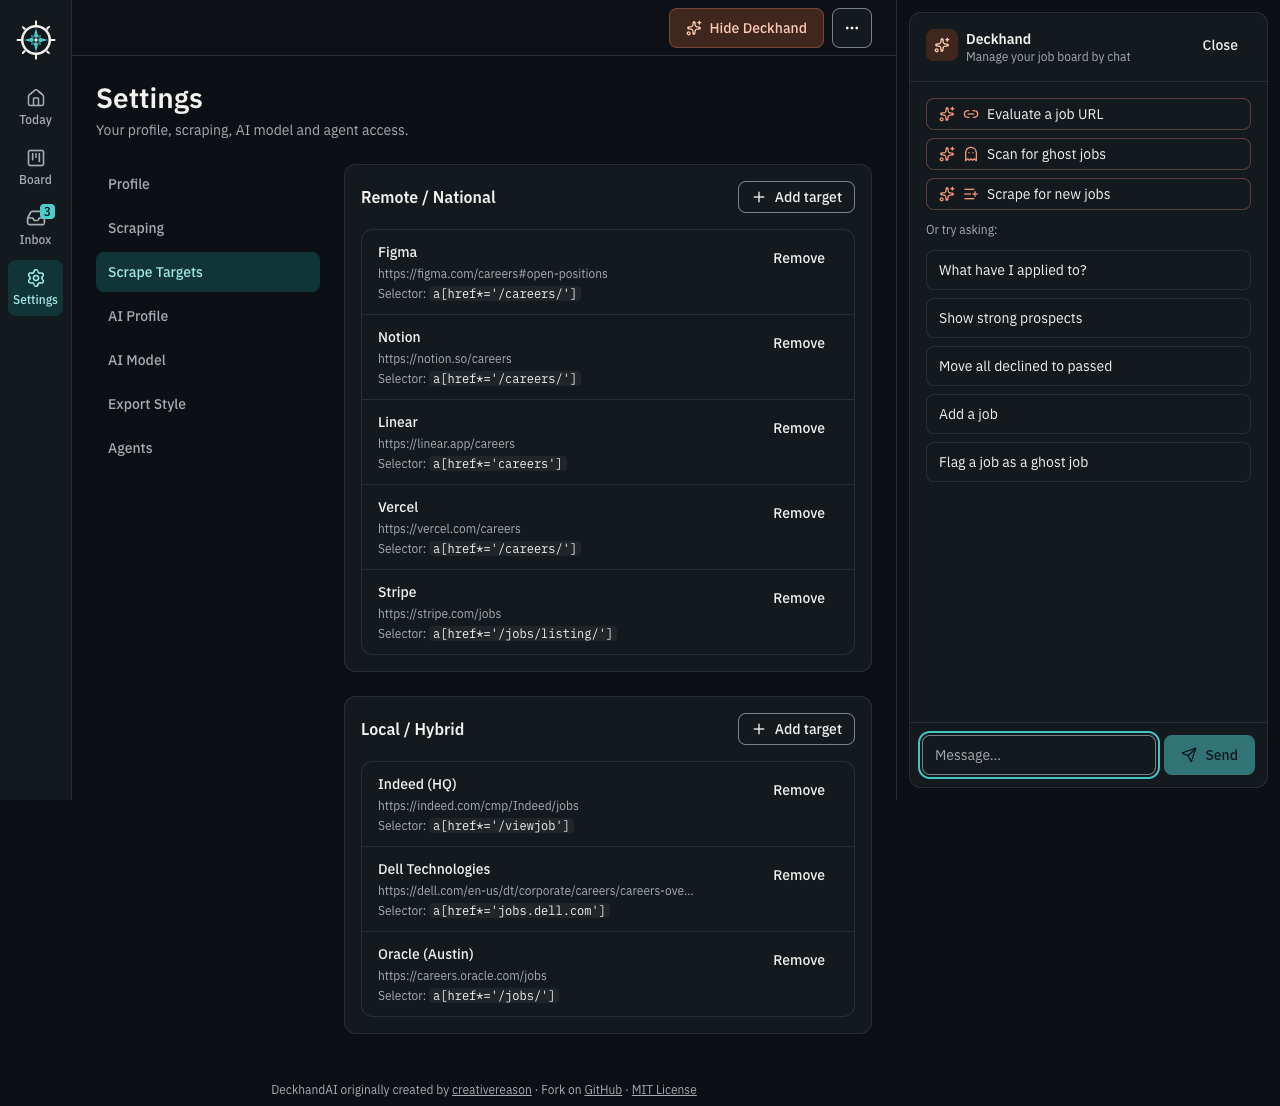 Today
Board
3
Inbox
Settings
Hide Deckhand
...
Settings
Your profile, scraping, AI model and agent access.
Profile
Scraping
Scrape Targets
AI Profile
AI Model
Export Style
Agents
Remote / National
+ Add target
Figma
https://figma.com/careers#open-positions
Selector: a[href*='/careers/']
Remove
Notion
https://notion.so/careers
Selector: a[href*='/careers/']
Remove
Linear
https://linear.app/careers
Selector: a[href*='careers']
Remove
Vercel
https://vercel.com/careers
Selector: a[href*='/careers/']
Remove
Stripe
https://stripe.com/jobs
Selector: a[href*='/jobs/listing/']
Remove
Local / Hybrid
+ Add target
Indeed (HQ)
https://indeed.com/cmp/Indeed/jobs
Selector: a[href*='/viewjob']
Remove
Dell Technologies
https://dell.com/en-us/dt/corporate/careers/careers-ove...
Selector: a[href*='jobs.dell.com']
Remove
Oracle (Austin)
https://careers.oracle.com/jobs
Selector: a[href*='/jobs/']
Remove
DeckhandAI originally created by creativereason · Fork on GitHub · MIT License
Deckhand
Manage your job board by chat
Close
Evaluate a job URL
Scan for ghost jobs
Scrape for new jobs
Or try asking:
What have I applied to?
Show strong prospects
Move all declined to passed
Add a job
Flag a job as a ghost job
Message...
Send